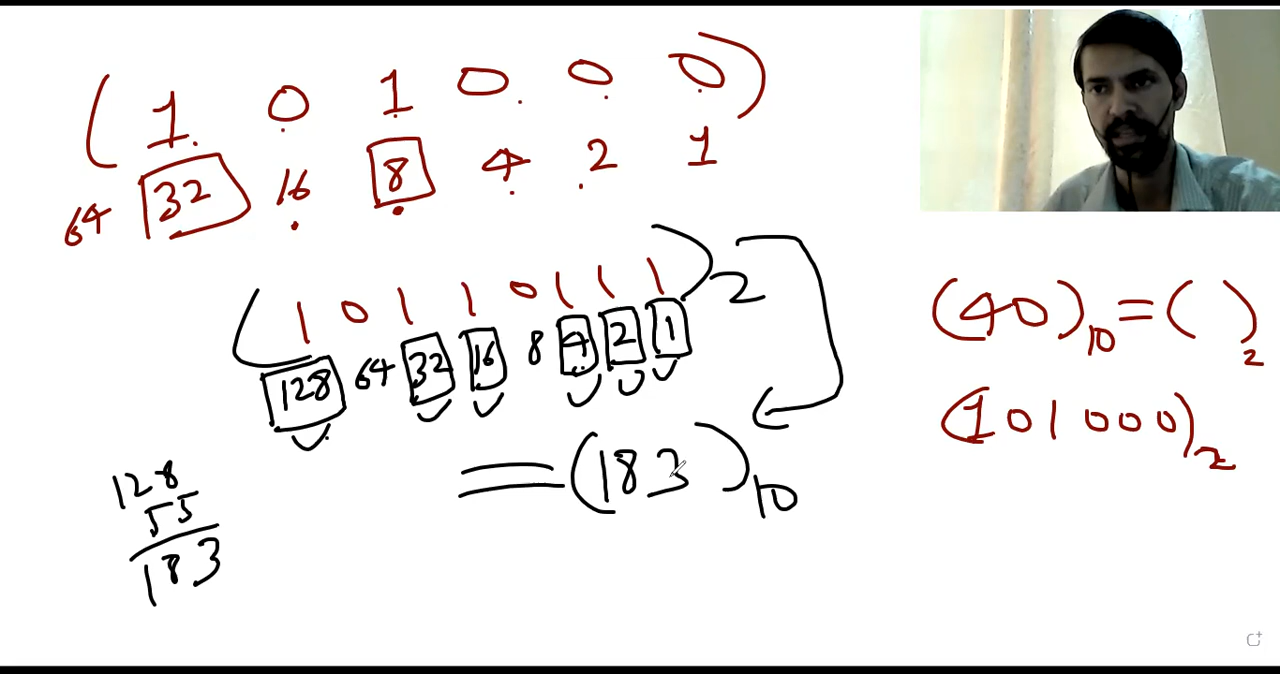 ( 1 0 1 0 0 0 )
64 32 16 8 4 2 1
( 1 0 1 1 0 1 1 1 )2
128 64 32 16 8 4 2 1
= (183)10
128
55
183
(40)10 = ( )2
(101000)2